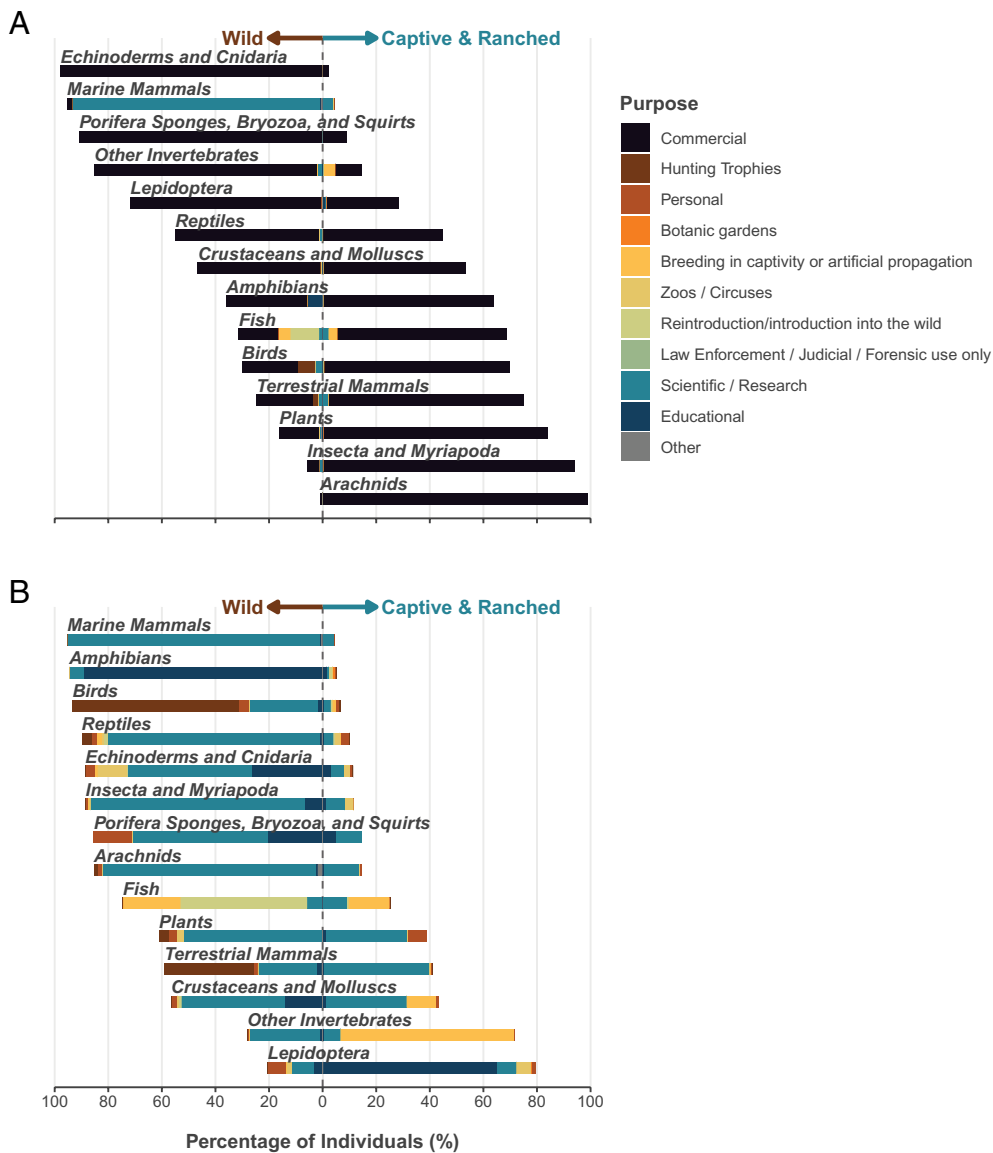 A
Wild Captive & Ranched
Echinoderms and Cnidaria
Marine Mammals
Porifera Sponges, Bryozoa, and Squirts
Other Invertebrates
Lepidoptera
Reptiles
Crustaceans and Molluscs
Amphibians
Fish
Birds
Terrestrial Mammals
Plants
Insecta and Myriapoda
Arachnids
Purpose
Commercial
Hunting Trophies
Personal
Botanic gardens
Breeding in captivity or artificial propagation
Zoos / Circuses
Reintroduction/introduction into the wild
Law Enforcement / Judicial / Forensic use only
Scientific / Research
Educational
Other
B
Wild Captive & Ranched
Marine Mammals
Amphibians
Birds
Reptiles
Echinoderms and Cnidaria
Insecta and Myriapoda
Porifera Sponges, Bryozoa, and Squirts
Arachnids
Fish
Plants
Terrestrial Mammals
Crustaceans and Molluscs
Other Invertebrates
Lepidoptera
100 80 60 40 20 0 20 40 60 80 100
Percentage of Individuals (%)